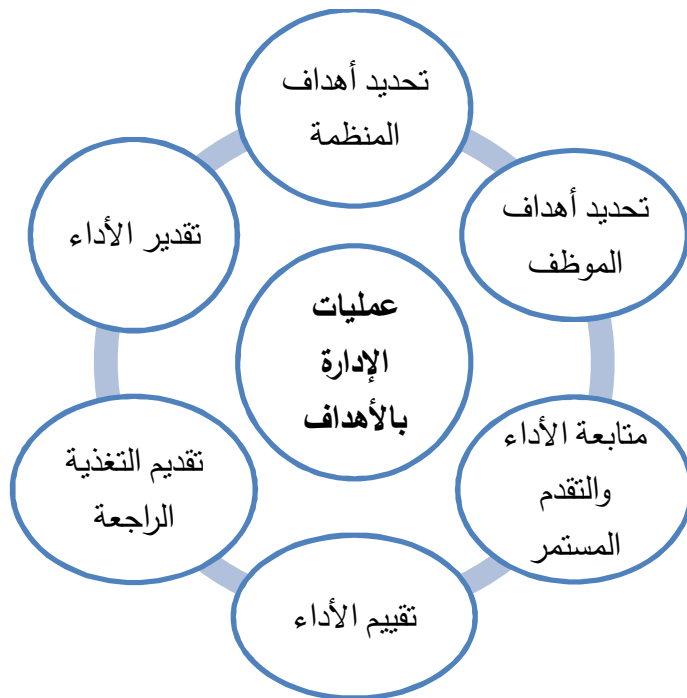 تحديد أهداف
المنظمة
تحديد أهداف
الموظف
متابعة الأداء
والتقدم
المستمر
تقييم الأداء
تقديم التغذية
الراجعة
تقدير الأداء
عمليات
الإدارة
بالأهداف